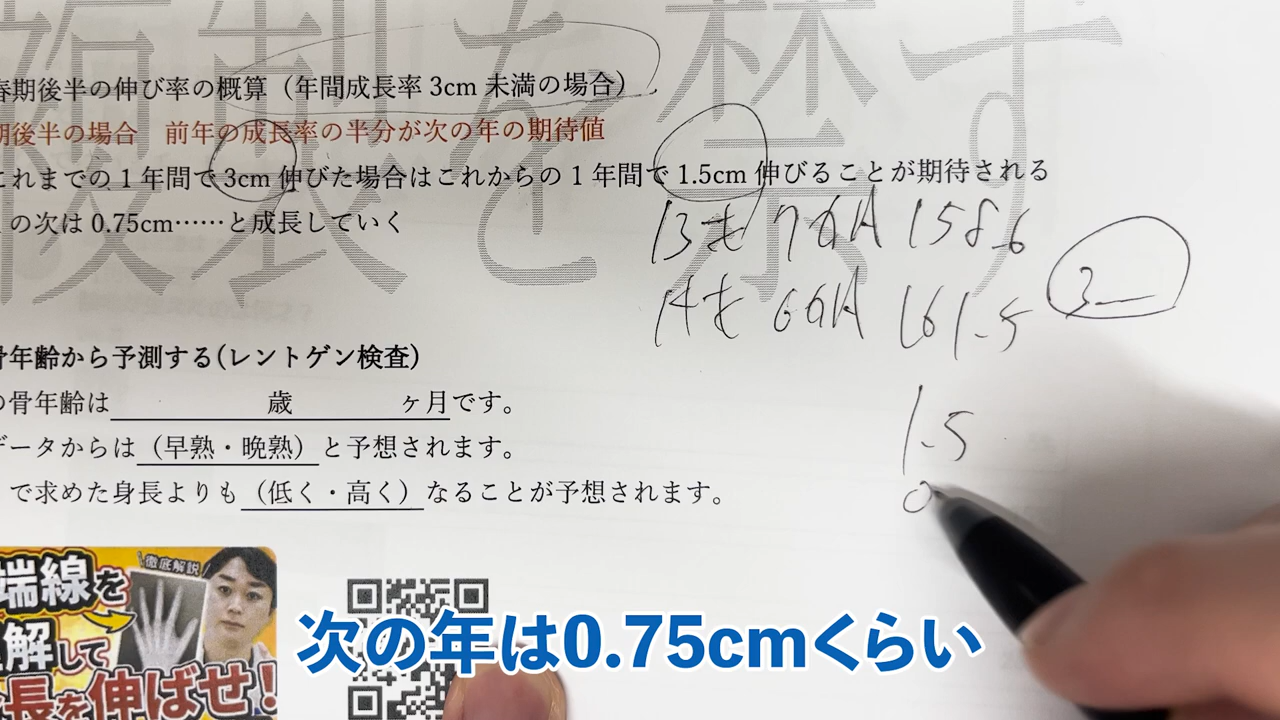 複製を禁ず
春期後半の伸び率の概算（年間成長率 3cm 未満の場合）
期後半の場合　前年の成長率の半分が次の年の期待値
これまでの 1 年間で 3cm 伸びた場合はこれからの 1 年間で 1.5cm 伸びることが期待される
の次は 0.75cm……と成長していく
13才 7ヶ月 158.6
14才 6ヶ月 161.5
3
1.5
0
骨年齢から予測する(レントゲン検査)
の骨年齢は　　　　歳　　　　ヶ月です。
データからは（早熟・晩熟）と予想されます。
で求めた身長よりも（低く・高く）なることが予想されます。
徹底解説
端線を
解して
長を伸ばせ!
次の年は0.75cmくらい